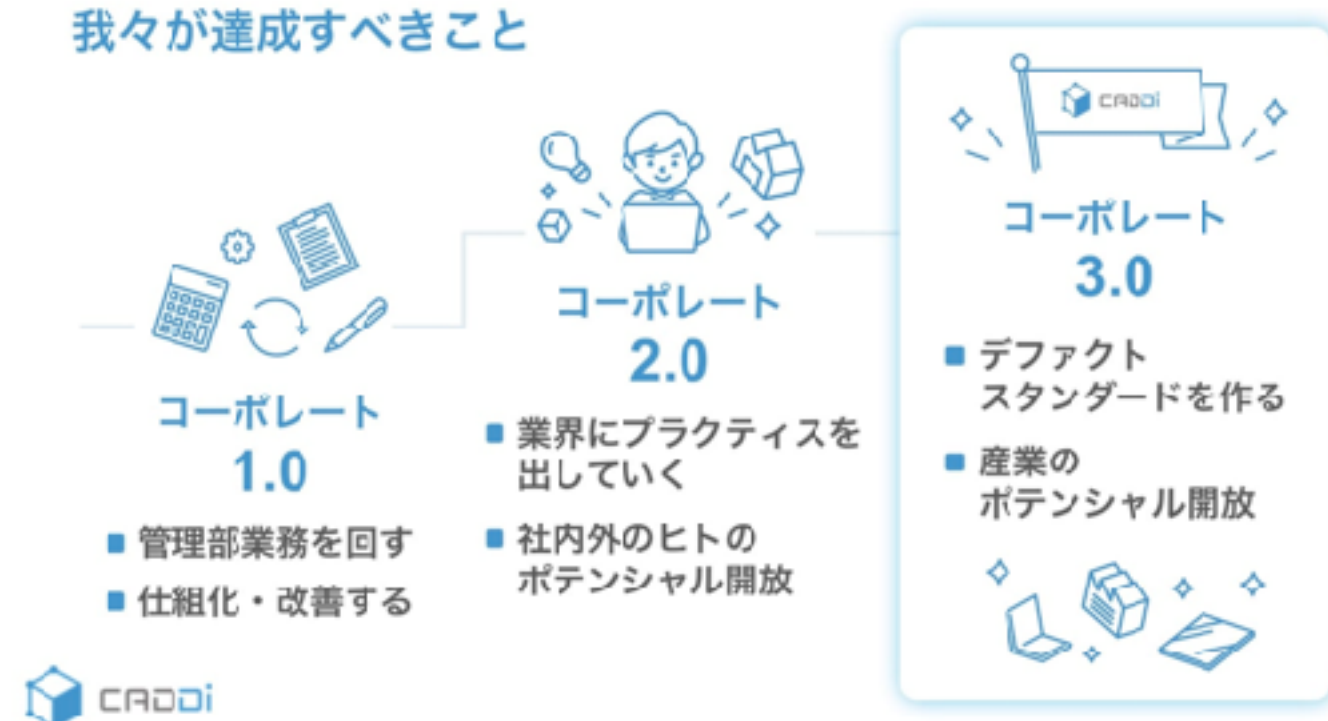 我々が達成すべきこと
コーポレート
1.0
管理部業務を回す
仕組化・改善する
コーポレート
2.0
業界にプラクティスを
出していく
社内外のヒトの
ポテンシャル開放
CADDi
コーポレート
3.0
デファクト
スタンダードを作る
産業の
ポテンシャル開放
CADDi